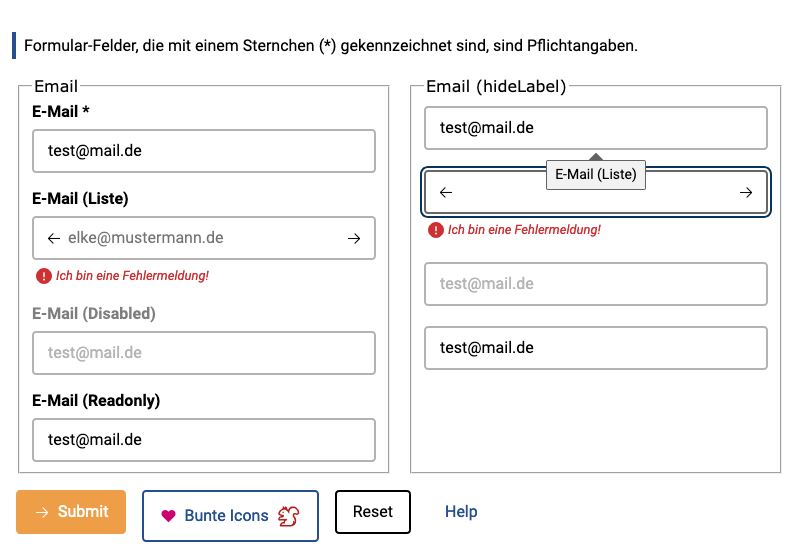 Formular-Felder, die mit einem Sternchen (*) gekennzeichnet sind, sind Pflichtangaben.
Email
E-Mail *
test@mail.de
E-Mail (Liste)
← elke@mustermann.de →
! Ich bin eine Fehlermeldung!
E-Mail (Disabled)
test@mail.de
E-Mail (Readonly)
test@mail.de
Email (hideLabel)
test@mail.de
E-Mail (Liste)
← →
! Ich bin eine Fehlermeldung!
test@mail.de
test@mail.de
→ Submit
Bunte Icons
Reset
Help